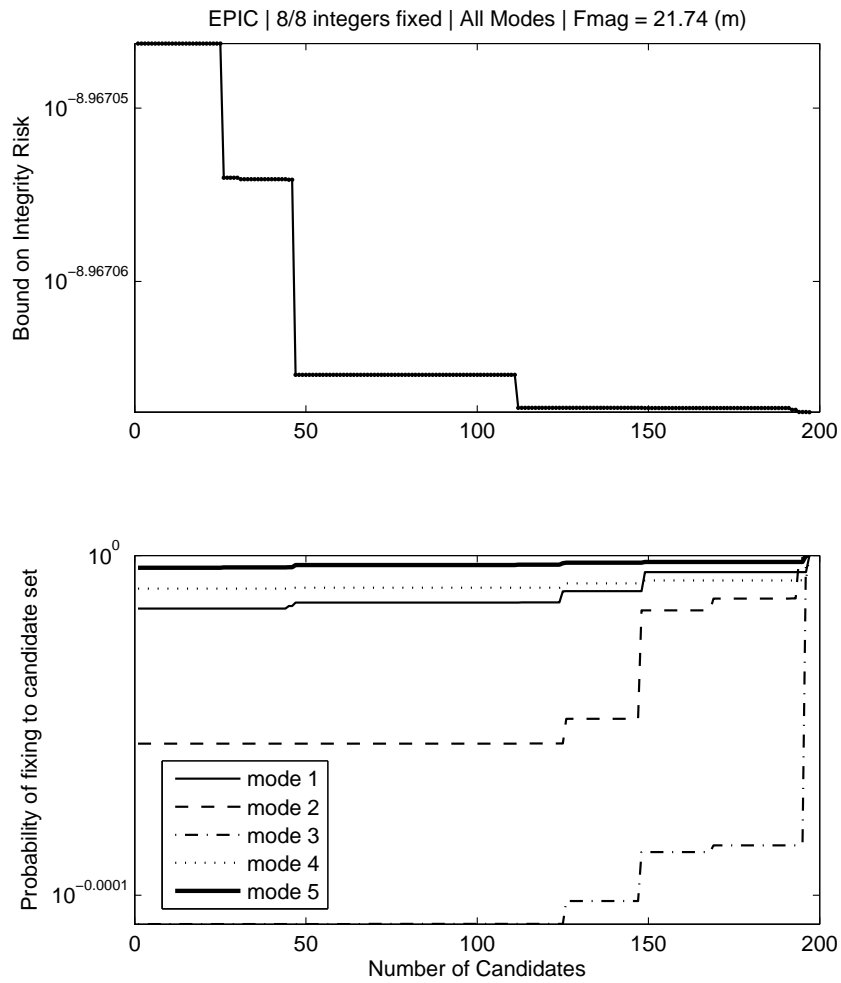 EPIC | 8/8 integers fixed | All Modes | Fmag = 21.74 (m)
Bound on Integrity Risk
10^−8.96705
10^−8.96706
0 50 100 150 200
Probability of fixing to candidate set
10^0
10^−0.0001
mode 1
mode 2
mode 3
mode 4
mode 5
0 50 100 150 200
Number of Candidates